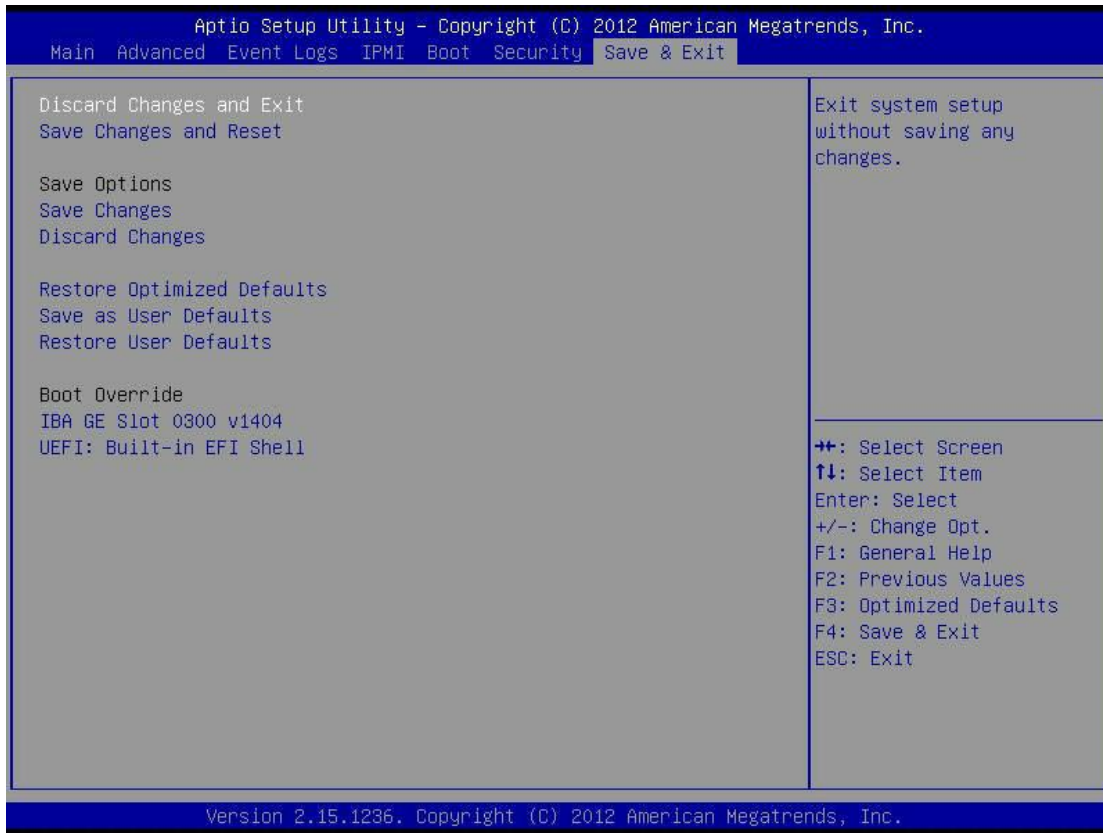 Aptio Setup Utility – Copyright (C) 2012 American Megatrends, Inc.
Main Advanced Event Logs IPMI Boot Security Save & Exit
Discard Changes and Exit
Save Changes and Reset
Save Options
Save Changes
Discard Changes
Restore Optimized Defaults
Save as User Defaults
Restore User Defaults
Boot Override
IBA GE Slot 0300 v1404
UEFI: Built-in EFI Shell
Exit system setup
without saving any
changes.
→←: Select Screen
↑↓: Select Item
Enter: Select
+/-: Change Opt.
F1: General Help
F2: Previous Values
F3: Optimized Defaults
F4: Save & Exit
ESC: Exit
Version 2.15.1236. Copyright (C) 2012 American Megatrends, Inc.